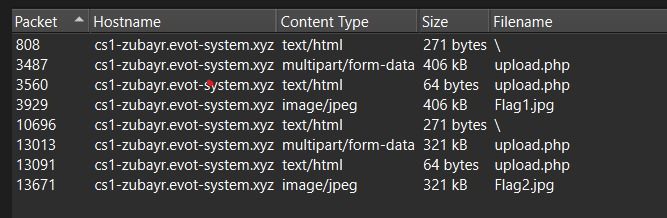 Packet Hostname Content Type Size Filename
808 cs1-zubayr.evot-system.xyz text/html 271 bytes \
3487 cs1-zubayr.evot-system.xyz multipart/form-data 406 kB upload.php
3560 cs1-zubayr.evot-system.xyz text/html 64 bytes upload.php
3929 cs1-zubayr.evot-system.xyz image/jpeg 406 kB Flag1.jpg
10696 cs1-zubayr.evot-system.xyz text/html 271 bytes \
13013 cs1-zubayr.evot-system.xyz multipart/form-data 321 kB upload.php
13091 cs1-zubayr.evot-system.xyz text/html 64 bytes upload.php
13671 cs1-zubayr.evot-system.xyz image/jpeg 321 kB Flag2.jpg